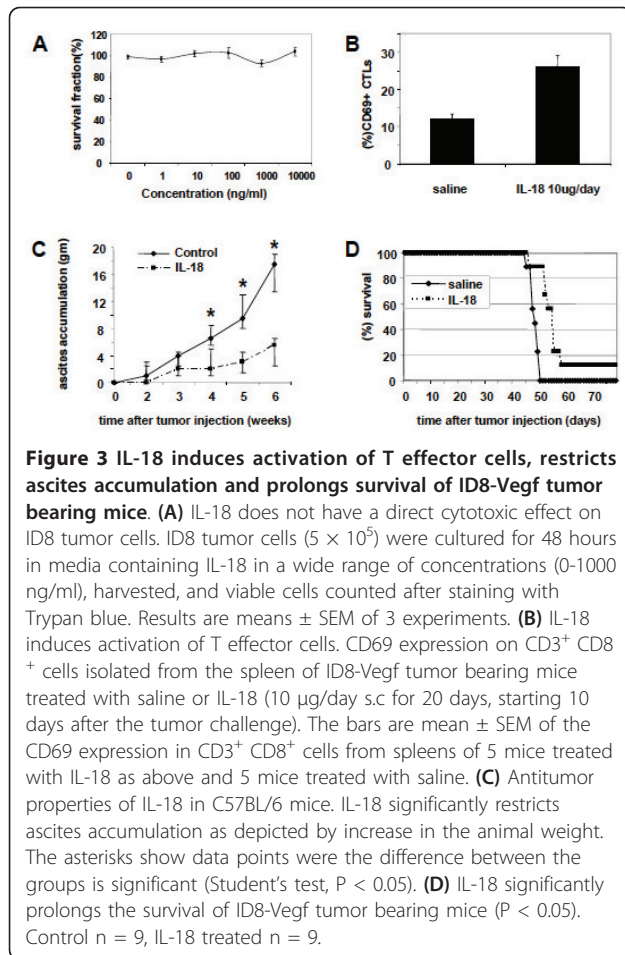 A
survival fraction(%)
120
100
80
60
40
20
0
0 1 10 100 1000 10000
Concentration (ng/ml)
B
(%)CD69+ CTLs
30
20
10
0
saline IL-18 10ug/day
C
ascites accumulation (gm)
20
16
12
8
4
0
Control
IL-18
* * *
0 2 3 4 5 6
time after tumor injection (weeks)
D
(%) survival
100
80
60
40
20
0
saline
IL-18
0 10 20 30 40 50 60 70
time after tumor injection (days)
Figure 3 IL-18 induces activation of T effector cells, restricts
ascites accumulation and prolongs survival of ID8-Vegf tumor
bearing mice. (A) IL-18 does not have a direct cytotoxic effect on
ID8 tumor cells. ID8 tumor cells (5 × 10⁵) were cultured for 48 hours
in media containing IL-18 in a wide range of concentrations (0-1000
ng/ml), harvested, and viable cells counted after staining with
Trypan blue. Results are means ± SEM of 3 experiments. (B) IL-18
induces activation of T effector cells. CD69 expression on CD3⁺ CD8
⁺ cells isolated from the spleen of ID8-Vegf tumor bearing mice
treated with saline or IL-18 (10 μg/day s.c for 20 days, starting 10
days after the tumor challenge). The bars are mean ± SEM of the
CD69 expression in CD3⁺ CD8⁺ cells from spleens of 5 mice treated
with IL-18 as above and 5 mice treated with saline. (C) Antitumor
properties of IL-18 in C57BL/6 mice. IL-18 significantly restricts
ascites accumulation as depicted by increase in the animal weight.
The asterisks show data points were the difference between the
groups is significant (Student's test, P < 0.05). (D) IL-18 significantly
prolongs the survival of ID8-Vegf tumor bearing mice (P < 0.05).
Control n = 9, IL-18 treated n = 9.